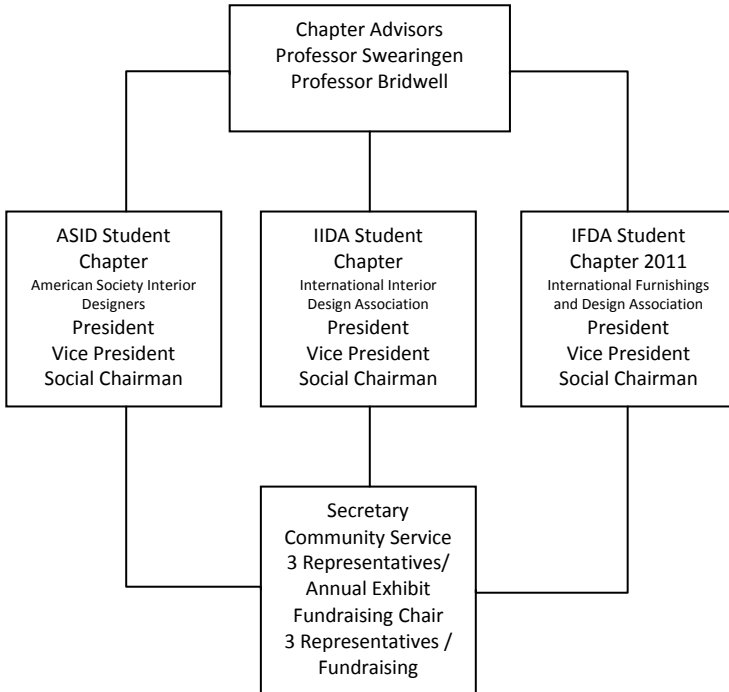 Chapter Advisors
Professor Swearingen
Professor Bridwell
ASID Student
Chapter
American Society Interior
Designers
President
Vice President
Social Chairman
IIDA Student
Chapter
International Interior
Design Association
President
Vice President
Social Chairman
IFDA Student
Chapter 2011
International Furnishings
and Design Association
President
Vice President
Social Chairman
Secretary
Community Service
3 Representatives/
Annual Exhibit
Fundraising Chair
3 Representatives /
Fundraising